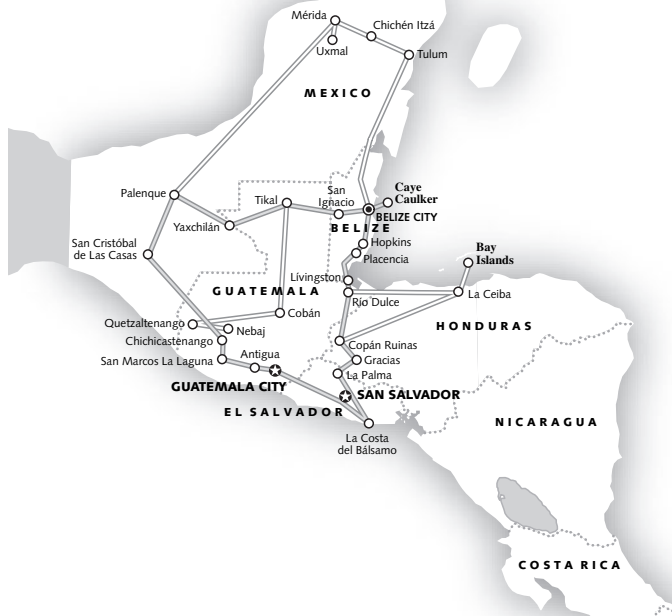 Mérida
Chichén Itzá
Uxmal
Tulum
MEXICO
Palenque
Tikal
San
Ignacio
Caye
Caulker
BELIZE CITY
Yaxchilán
BELIZE
San Cristóbal
de Las Casas
Hopkins
Placencia
Bay
Islands
Lívingston
GUATEMALA
Río Dulce
La Ceiba
Cobán
Quetzaltenango
Nebaj
HONDURAS
Chichicastenango
Copán Ruinas
San Marcos La Laguna
Antigua
Gracias
La Palma
GUATEMALA CITY
SAN SALVADOR
EL SALVADOR
NICARAGUA
La Costa
del Bálsamo
COSTA RICA